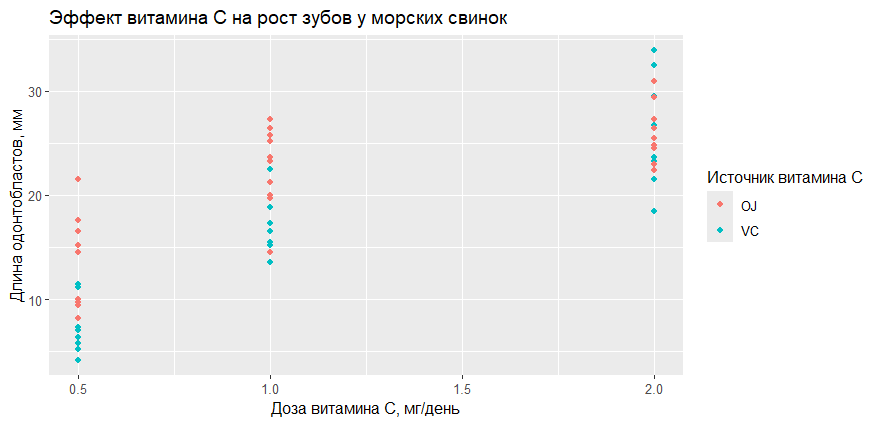 Эффект витамина C на рост зубов у морских свинок
Длина одонтобластов, мм
30
20
10
0.5
1.0
1.5
2.0
Доза витамина C, мг/день
Источник витамина C
OJ
VC